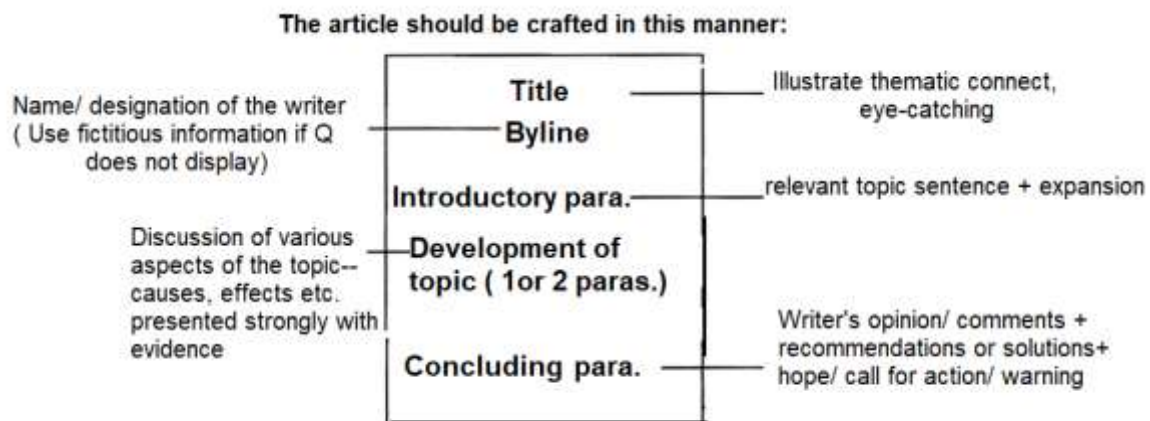 The article should be crafted in this manner:
Title
Illustrate thematic connect,
eye-catching
Name/ designation of the writer
( Use fictitious information if Q
does not display)
Byline
Introductory para.
relevant topic sentence + expansion
Discussion of various
aspects of the topic--
causes, effects etc.
presented strongly with
evidence
Development of
topic ( 1or 2 paras.)
Concluding para.
Writer's opinion/ comments +
recommendations or solutions+
hope/ call for action/ warning